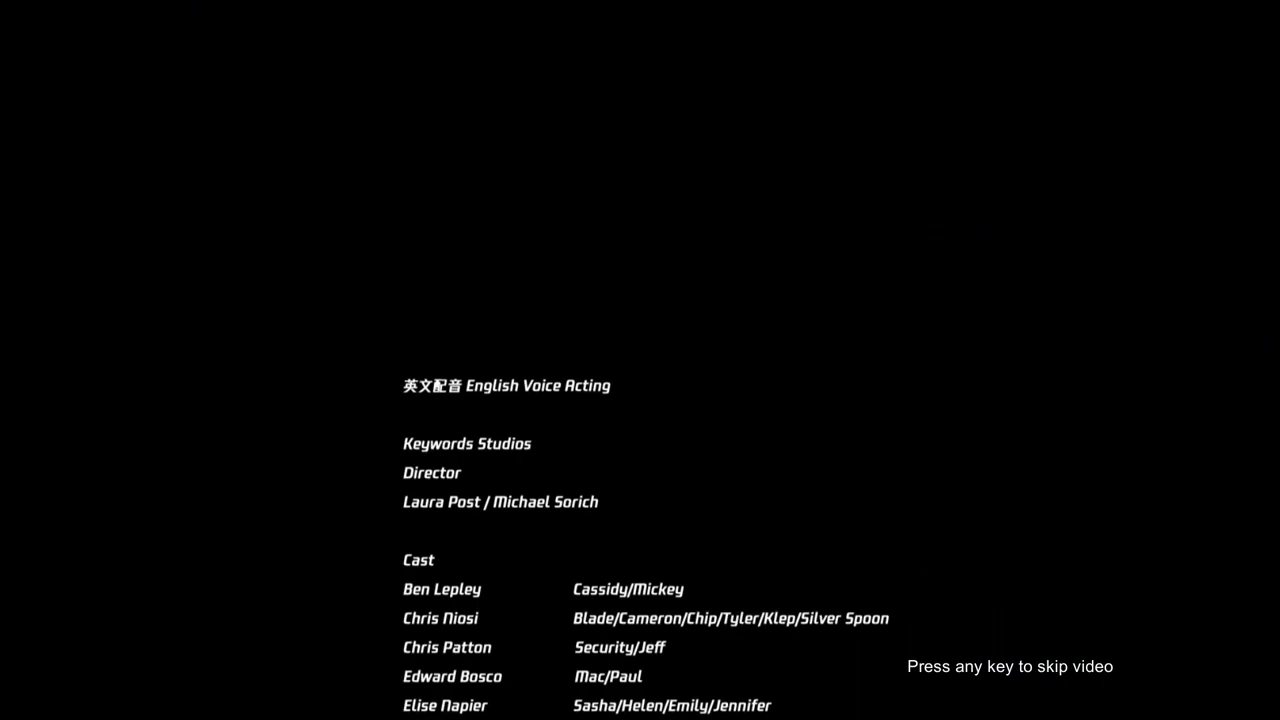 英文配音 English Voice Acting
Keywords Studios
Director
Laura Post / Michael Sorich
Cast
Ben Lepley Cassidy/Mickey
Chris Niosi Blade/Cameron/Chip/Tyler/Klep/Silver Spoon
Chris Patton Security/Jeff
Edward Bosco Mac/Paul
Press any key to skip video
Elise Napier Sasha/Helen/Emily/Jennifer